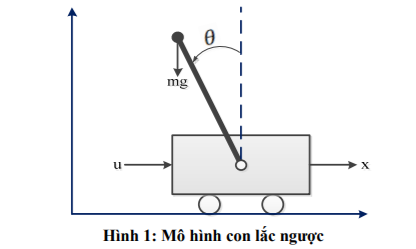 θ
mg
u x
Hình 1: Mô hình con lắc ngược